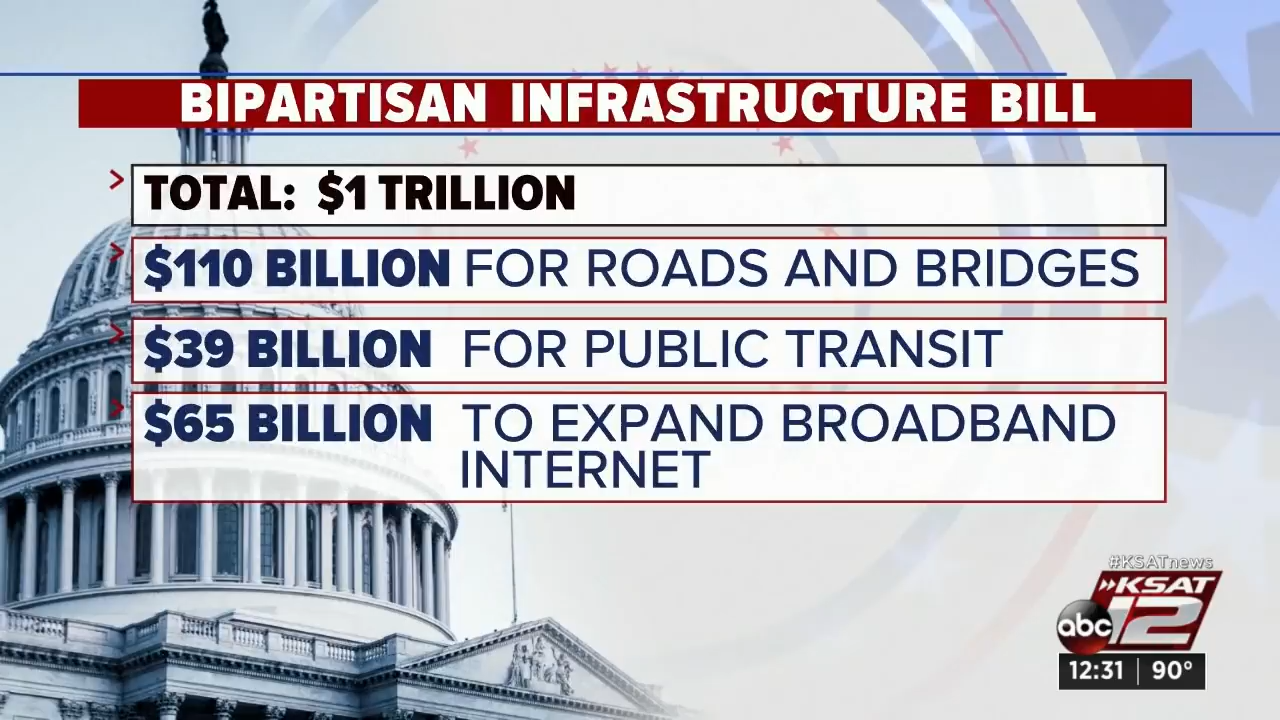 BIPARTISAN INFRASTRUCTURE BILL
TOTAL: $1 TRILLION
$110 BILLION FOR ROADS AND BRIDGES
$39 BILLION FOR PUBLIC TRANSIT
$65 BILLION TO EXPAND BROADBAND
INTERNET
#KSATnews
KSAT
abc 12
12:31 | 90°